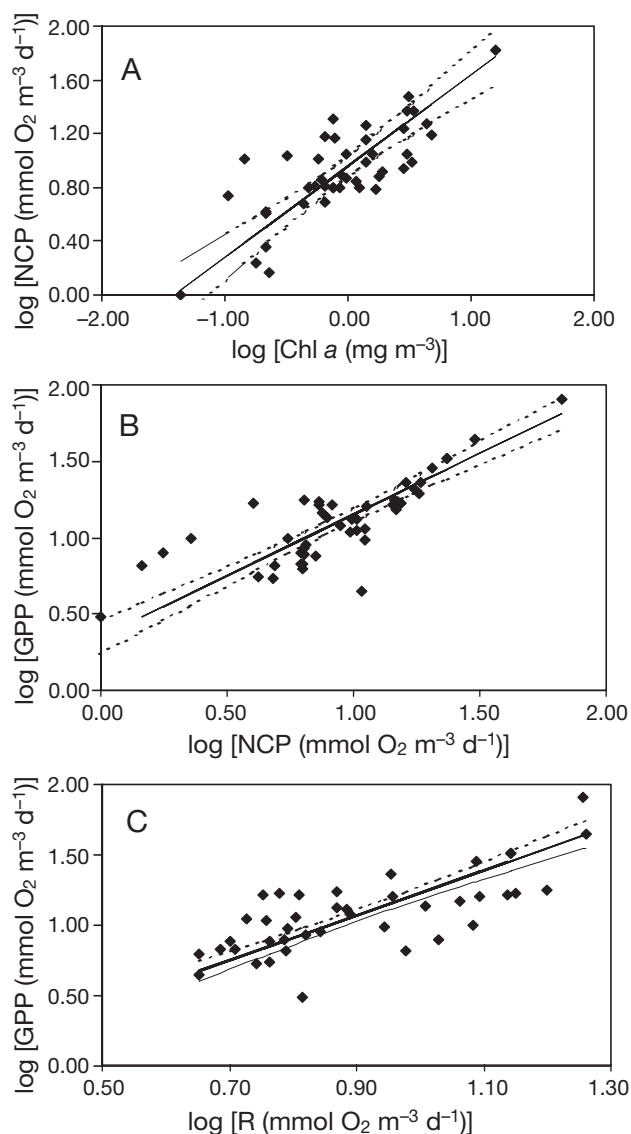 A
log [NCP (mmol O₂ m⁻³ d⁻¹)]
2.00
1.60
1.20
0.80
0.40
0.00
−2.00 −1.00 0.00 1.00 2.00
log [Chl a (mg m⁻³)]
B
log [GPP (mmol O₂ m⁻³ d⁻¹)]
2.00
1.50
1.00
0.50
0.00
0.00 0.50 1.00 1.50 2.00
log [NCP (mmol O₂ m⁻³ d⁻¹)]
C
log [GPP (mmol O₂ m⁻³ d⁻¹)]
2.00
1.50
1.00
0.50
0.00
0.50 0.70 0.90 1.10 1.30
log [R (mmol O₂ m⁻³ d⁻¹)]